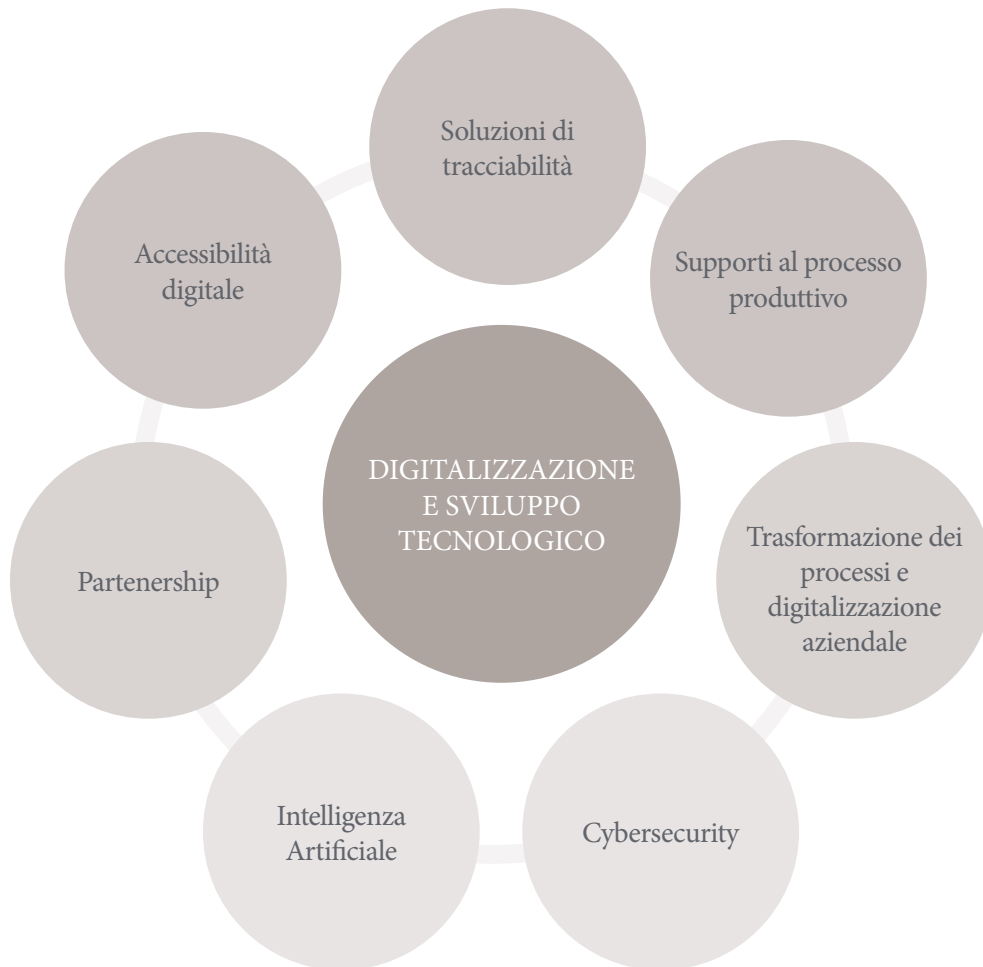 Soluzioni di
tracciabilità
Supporti al processo
produttivo
Accessibilità
digitale
DIGITALIZZAZIONE
E SVILUPPO
TECNOLOGICO
Trasformazione dei
processi e
digitalizzazione
aziendale
Partenership
Intelligenza
Artificiale
Cybersecurity